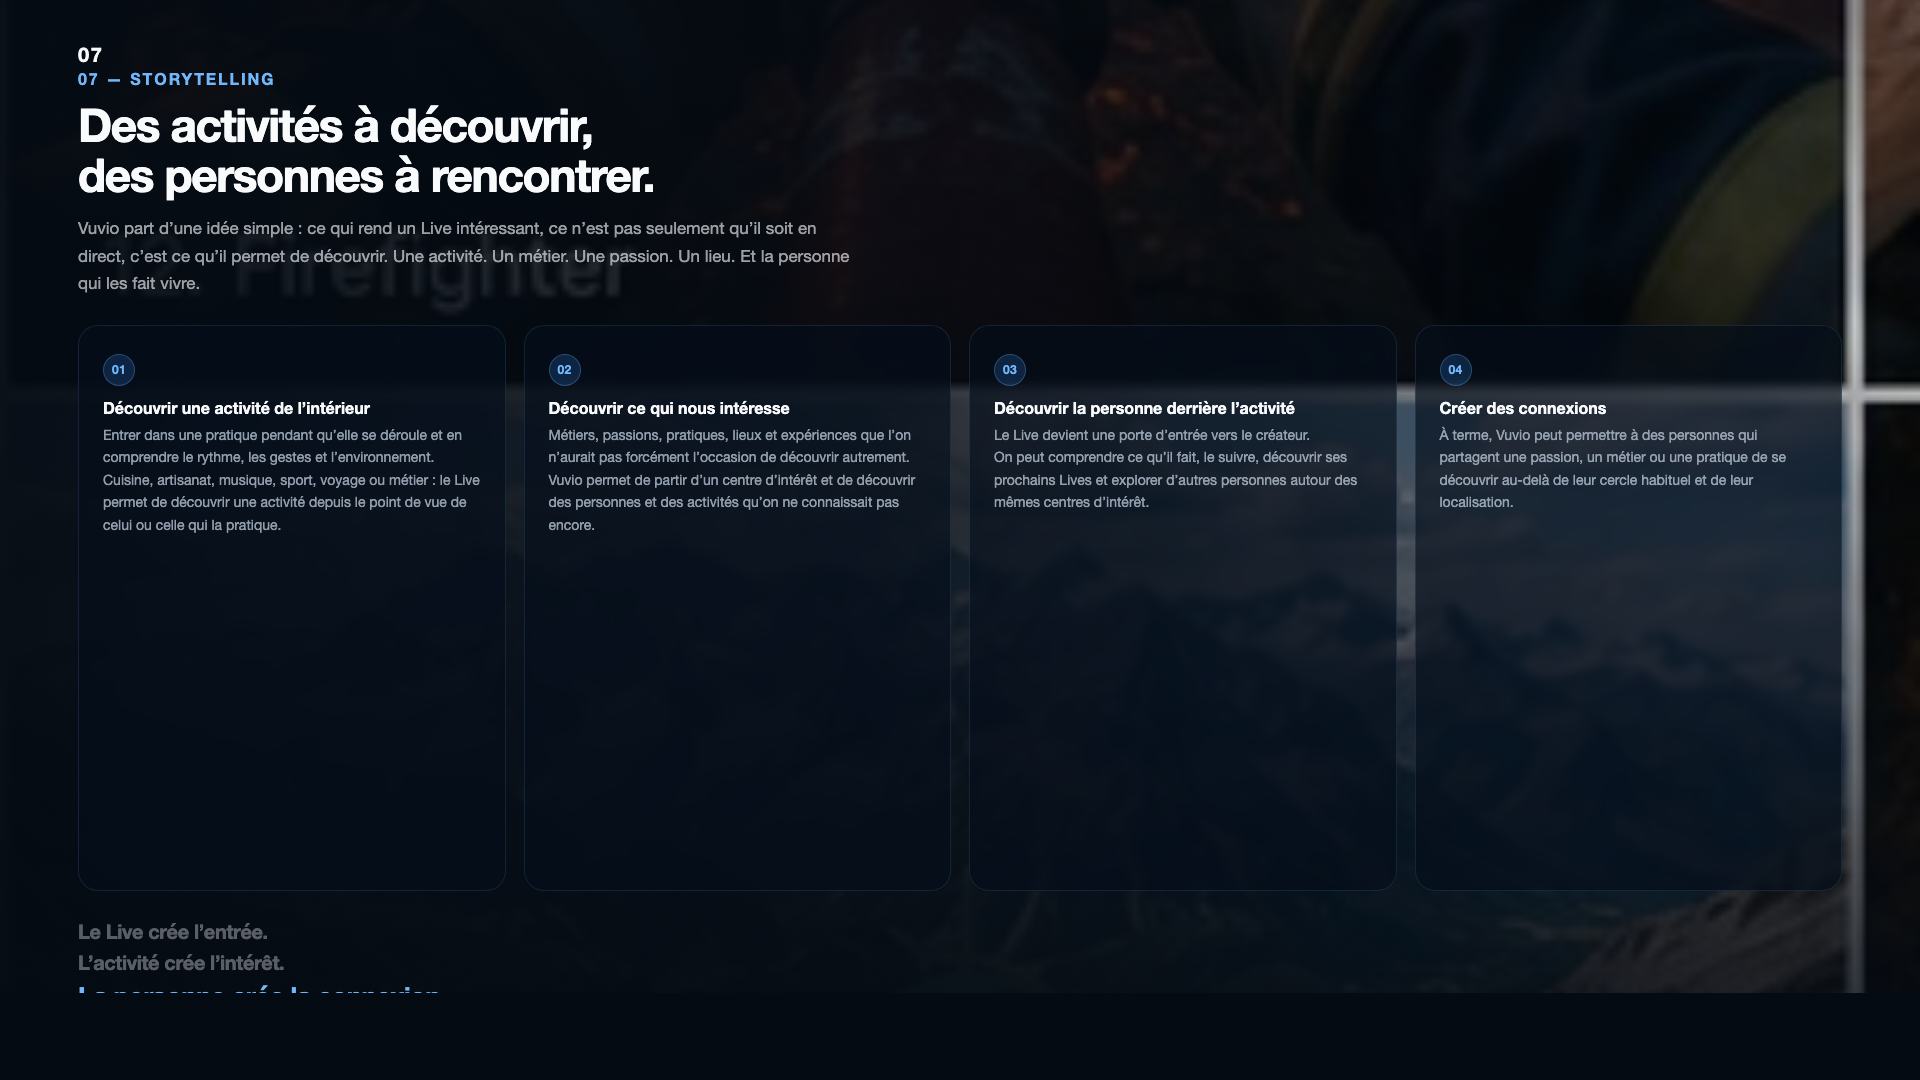 07
07 — STORYTELLING
Des activités à découvrir,
des personnes à rencontrer.
Vuvio part d’une idée simple : ce qui rend un Live intéressant, ce n’est pas seulement qu’il soit en
direct, c’est ce qu’il permet de découvrir. Une activité. Un métier. Une passion. Un lieu. Et la personne
qui les fait vivre.
Firefighter
01
Découvrir une activité de l’intérieur
Entrer dans une pratique pendant qu’elle se déroule et en
comprendre le rythme, les gestes et l’environnement.
Cuisine, artisanat, musique, sport, voyage ou métier : le Live
permet de découvrir une activité depuis le point de vue de
celui ou celle qui la pratique.
02
Découvrir ce qui nous intéresse
Métiers, passions, pratiques, lieux et expériences que l’on
n’aurait pas forcément l’occasion de découvrir autrement.
Vuvio permet de partir d’un centre d’intérêt et de découvrir
des personnes et des activités qu’on ne connaissait pas
encore.
03
Découvrir la personne derrière l’activité
Le Live devient une porte d’entrée vers le créateur.
On peut comprendre ce qu’il fait, le suivre, découvrir ses
prochains Lives et explorer d’autres personnes autour des
mêmes centres d’intérêt.
04
Créer des connexions
À terme, Vuvio peut permettre à des personnes qui
partagent une passion, un métier ou une pratique de se
découvrir au-delà de leur cercle habituel et de leur
localisation.
Le Live crée l’entrée.
L’activité crée l’intérêt.
La personne crée la connexion